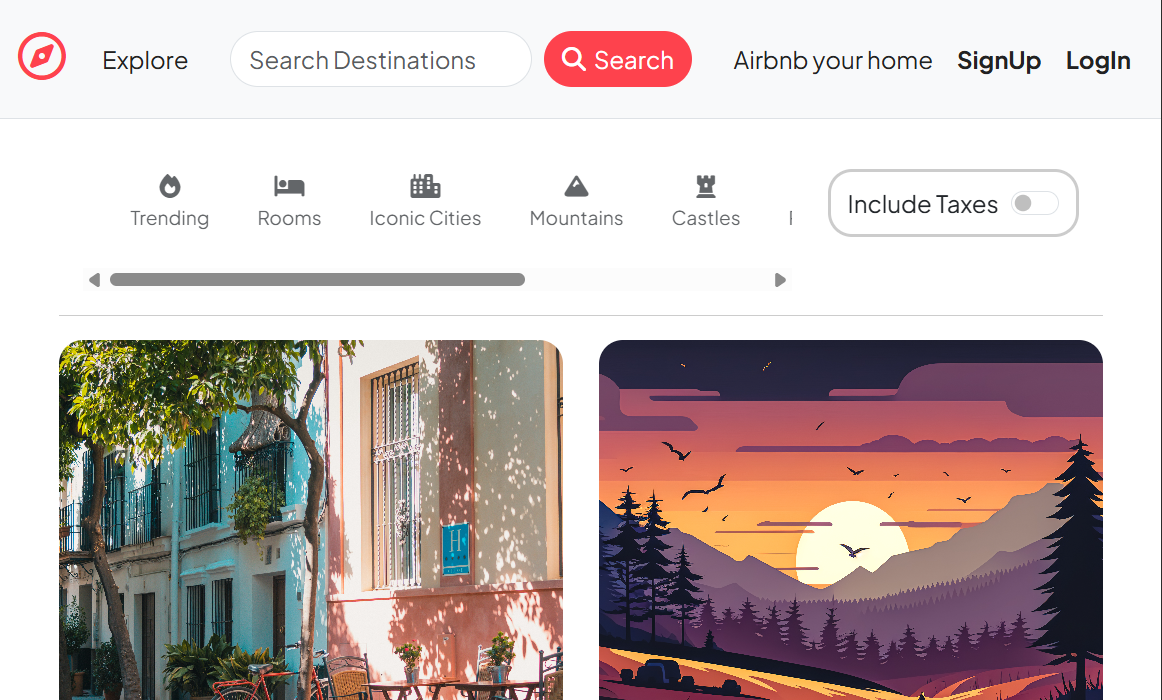 Explore
Search Destinations
Search
Airbnb your home
SignUp
LogIn
Trending
Rooms
Iconic Cities
Mountains
Castles
Include Taxes
H